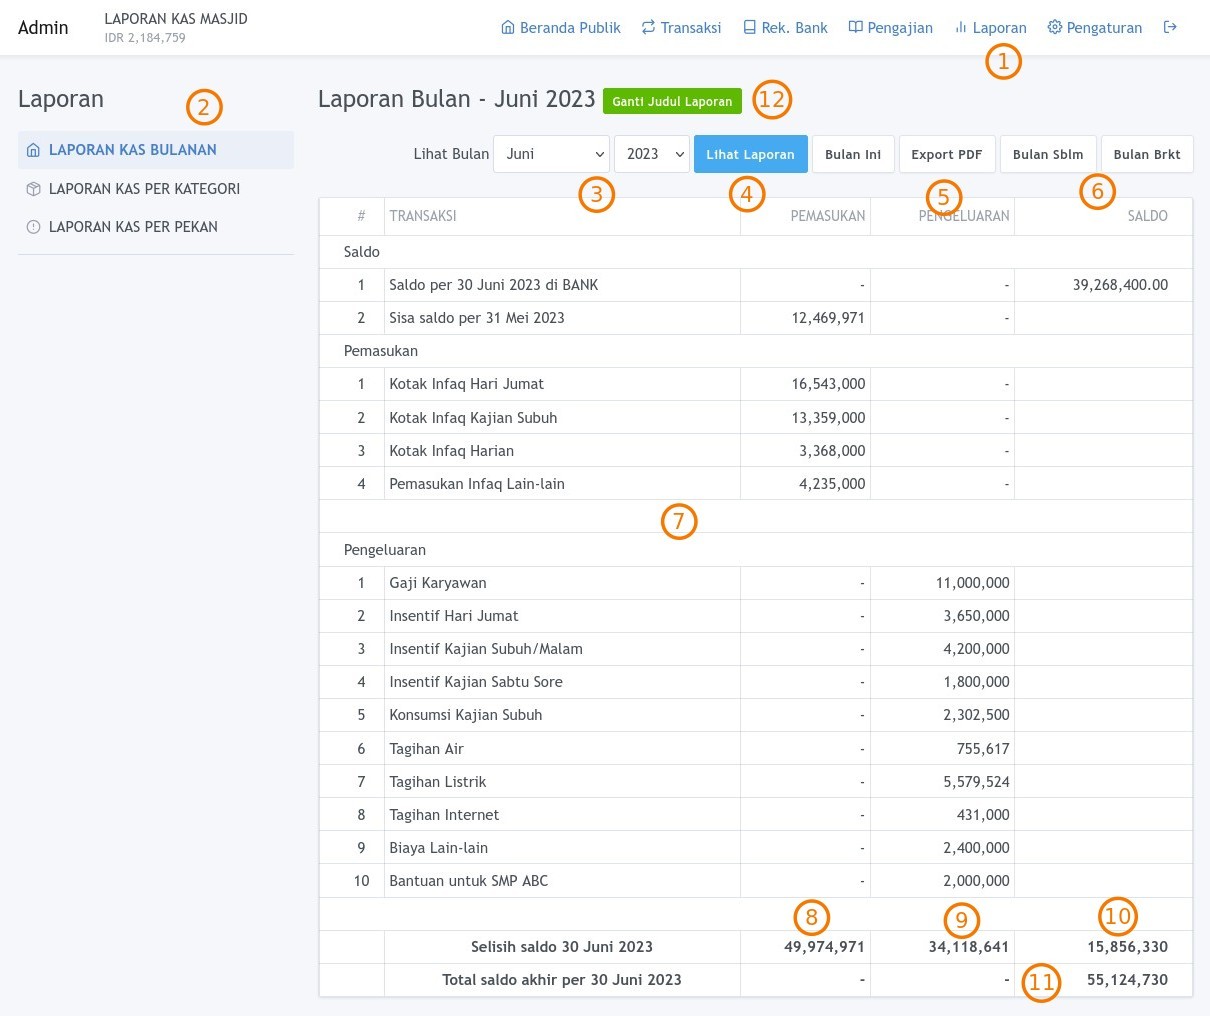 Admin LAPORAN KAS MASJID
IDR 2,184,759
Beranda Publik Transaksi Rek. Bank Pengajian Laporan Pengaturan
1
Laporan
2
LAPORAN KAS BULANAN
LAPORAN KAS PER KATEGORI
LAPORAN KAS PER PEKAN
Laporan Bulan - Juni 2023 Ganti Judul Laporan 12
Lihat Bulan Juni 2023 Lihat Laporan Bulan Ini Export PDF Bulan Sblm Bulan Brkt
3 4 5 6
# TRANSAKSI PEMASUKAN PENGELUARAN SALDO
Saldo
1 Saldo per 30 Juni 2023 di BANK - - 39,268,400.00
2 Sisa saldo per 31 Mei 2023 12,469,971 -
Pemasukan
1 Kotak Infaq Hari Jumat 16,543,000 -
2 Kotak Infaq Kajian Subuh 13,359,000 -
3 Kotak Infaq Harian 3,368,000 -
4 Pemasukan Infaq Lain-lain 4,235,000 -
7
Pengeluaran
1 Gaji Karyawan - 11,000,000
2 Insentif Hari Jumat - 3,650,000
3 Insentif Kajian Subuh/Malam - 4,200,000
4 Insentif Kajian Sabtu Sore - 1,800,000
5 Konsumsi Kajian Subuh - 2,302,500
6 Tagihan Air - 755,617
7 Tagihan Listrik - 5,579,524
8 Tagihan Internet - 431,000
9 Biaya Lain-lain - 2,400,000
10 Bantuan untuk SMP ABC - 2,000,000
8 9 10
Selisih saldo 30 Juni 2023 49,974,971 34,118,641 15,856,330
Total saldo akhir per 30 Juni 2023 - - 11 55,124,730